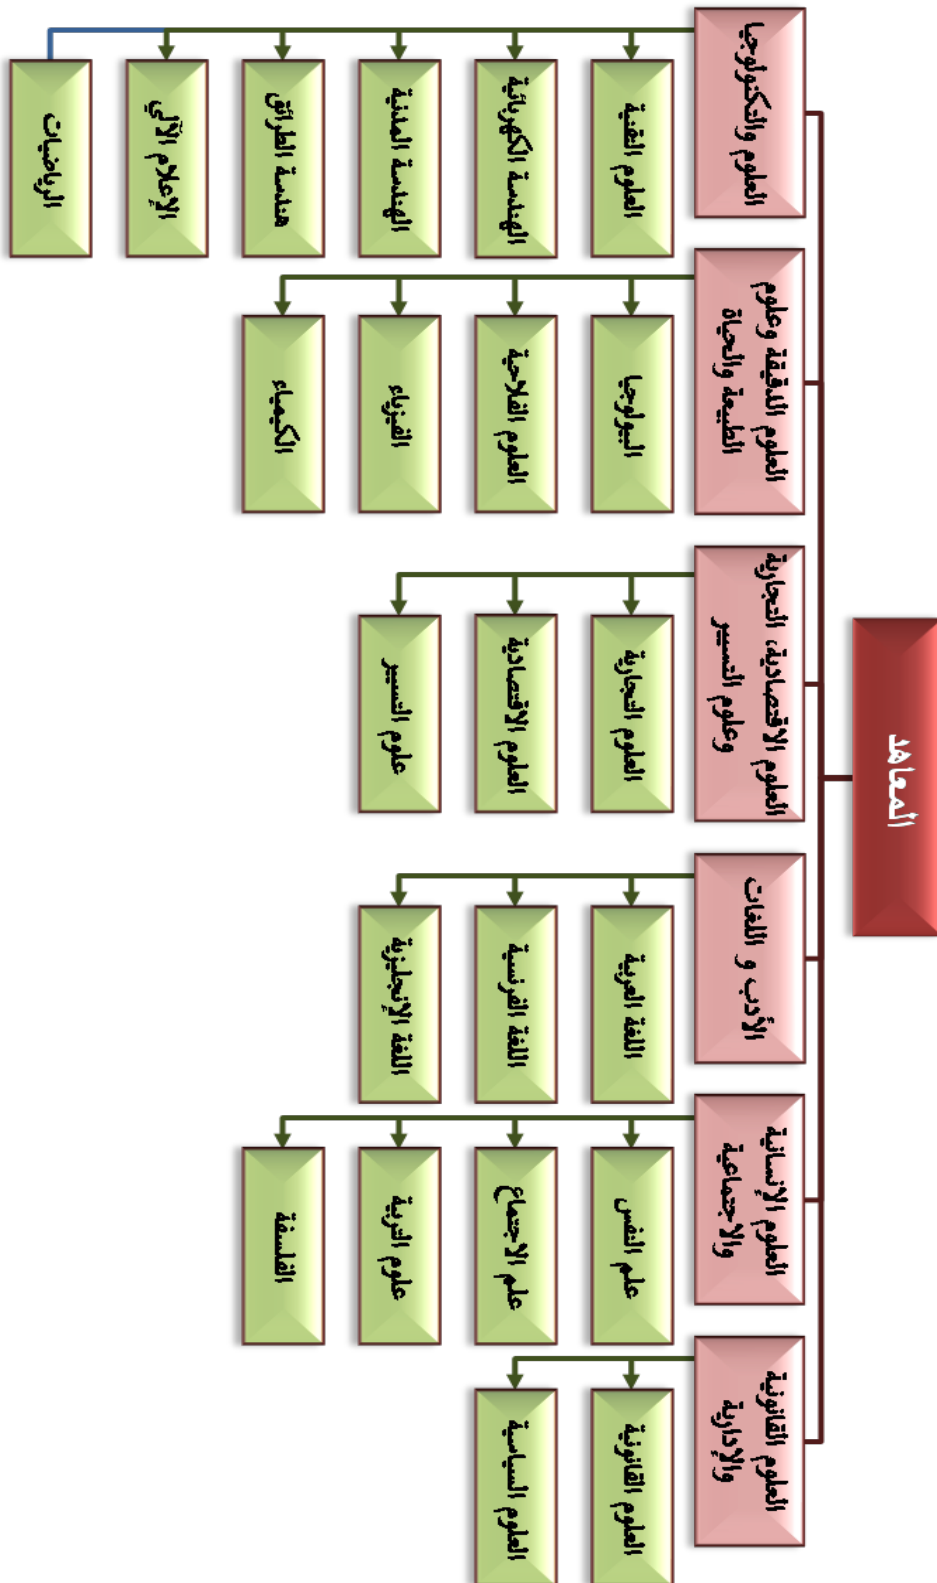 المعاهد
العلوم والتكنولوجيا
العلوم التقنية
الهندسة الكهربائية
الهندسة المدنية
هندسة الطرائق
الإعلام الآلي
الرياضيات
العلوم الدقيقة وعلوم
الطبيعة والحياة
البيولوجيا
العلوم الفلاحية
الفيزياء
الكيمياء
العلوم الاقتصادية، التجارية
وعلوم التسيير
العلوم التجارية
العلوم الاقتصادية
علوم التسيير
الأدب و اللغات
اللغة العربية
اللغة الفرنسية
اللغة الإنجليزية
العلوم الإنسانية
والاجتماعية
علم النفس
علم الاجتماع
علوم التربية
الفلسفة
العلوم القانونية
والإدارية
العلوم القانونية
العلوم السياسية